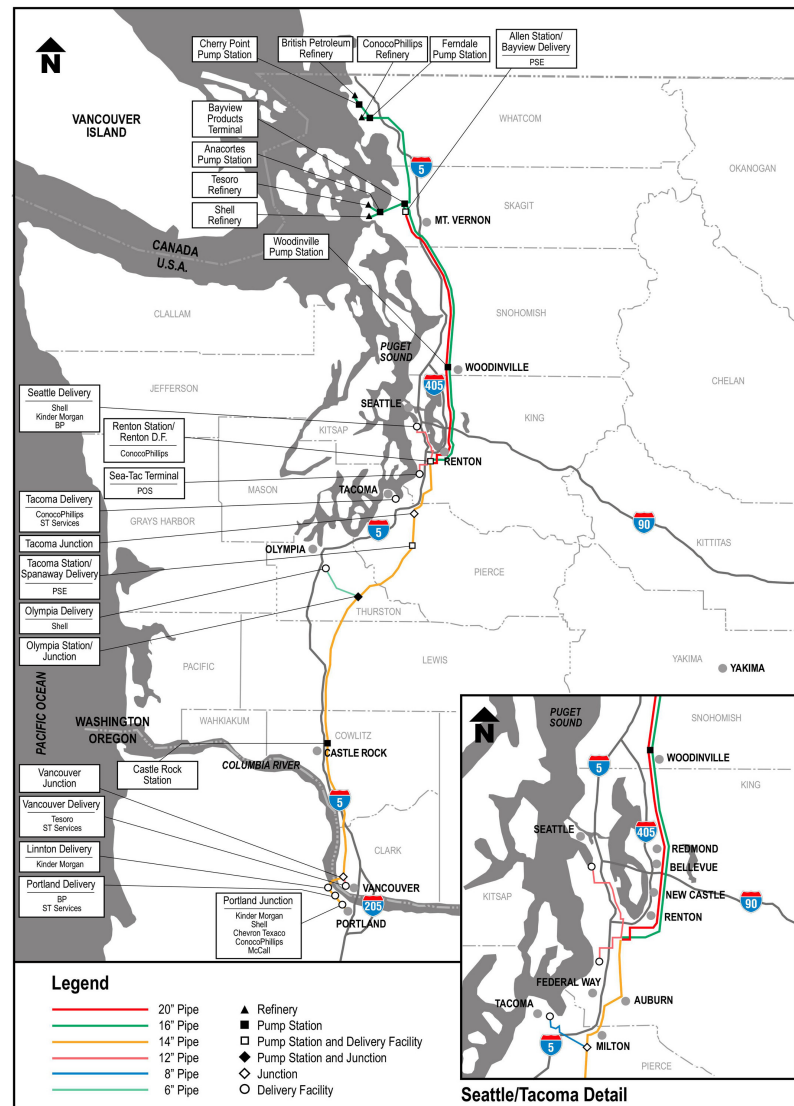 Cherry Point
Pump Station
British Petroleum
Refinery
ConocoPhillips
Refinery
Ferndale
Pump Station
Allen Station/
Bayview Delivery
PSE
N
VANCOUVER
ISLAND
Bayview
Products
Terminal
Anacortes
Pump Station
Tesoro
Refinery
Shell
Refinery
Woodinville
Pump Station
WHATCOM
OKANOGAN
5
SKAGIT
MT. VERNON
CANADA
U.S.A.
CLALLAM
SNOHOMISH
PUGET
SOUND
WOODINVILLE
CHELAN
JEFFERSON
405
SEATTLE
KING
KITSAP
Seattle Delivery
Shell
Kinder Morgan
BP
Renton Station/
Renton D.F.
ConocoPhillips
RENTON
Sea-Tac Terminal
POS
MASON
TACOMA
Tacoma Delivery
ConocoPhillips
ST Services
GRAYS HARBOR
5
90
KITTITAS
Tacoma Junction
OLYMPIA
Tacoma Station/
Spanaway Delivery
PSE
PIERCE
Olympia Delivery
Shell
THURSTON
Olympia Station/
Junction
PACIFIC
LEWIS
YAKIMA
YAKIMA
PACIFIC OCEAN
WASHINGTON
OREGON
WAHKIAKUM
COWLITZ
CASTLE ROCK
Castle Rock
Station
COLUMBIA RIVER
5
Vancouver
Junction
Vancouver Delivery
Tesoro
ST Services
CLARK
Linnton Delivery
Kinder Morgan
Portland Delivery
BP
ST Services
VANCOUVER
205
PORTLAND
Portland Junction
Kinder Morgan
Shell
Chevron Texaco
ConocoPhillips
McCall
PUGET
SOUND
N
SNOHOMISH
WOODINVILLE
5
KING
SEATTLE
405
REDMOND
BELLEVUE
KITSAP
NEW CASTLE
90
RENTON
FEDERAL WAY
TACOMA
AUBURN
5
MILTON
PIERCE
Seattle/Tacoma Detail
Legend
20” Pipe
16” Pipe
14” Pipe
12” Pipe
8” Pipe
6” Pipe
Refinery
Pump Station
Pump Station and Delivery Facility
Pump Station and Junction
Junction
Delivery Facility